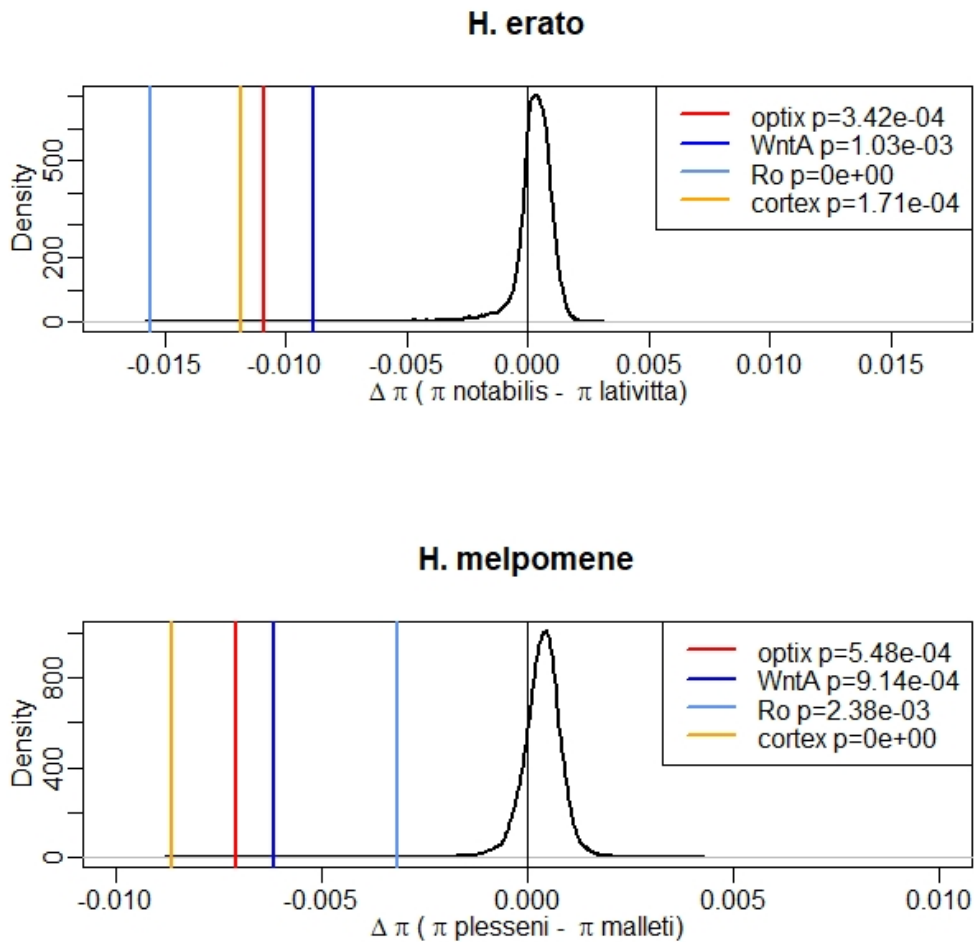 H. erato
Density
0
200
500
optix p=3.42e-04
WntA p=1.03e-03
Ro p=0e+00
cortex p=1.71e-04
-0.015 -0.010 -0.005 0.000 0.005 0.010 0.015
Δ π ( π notabilis - π lativitta)
H. melpomene
Density
0
400
800
optix p=5.48e-04
WntA p=9.14e-04
Ro p=2.38e-03
cortex p=0e+00
-0.010 -0.005 0.000 0.005 0.010
Δ π ( π plesseni - π malleti)